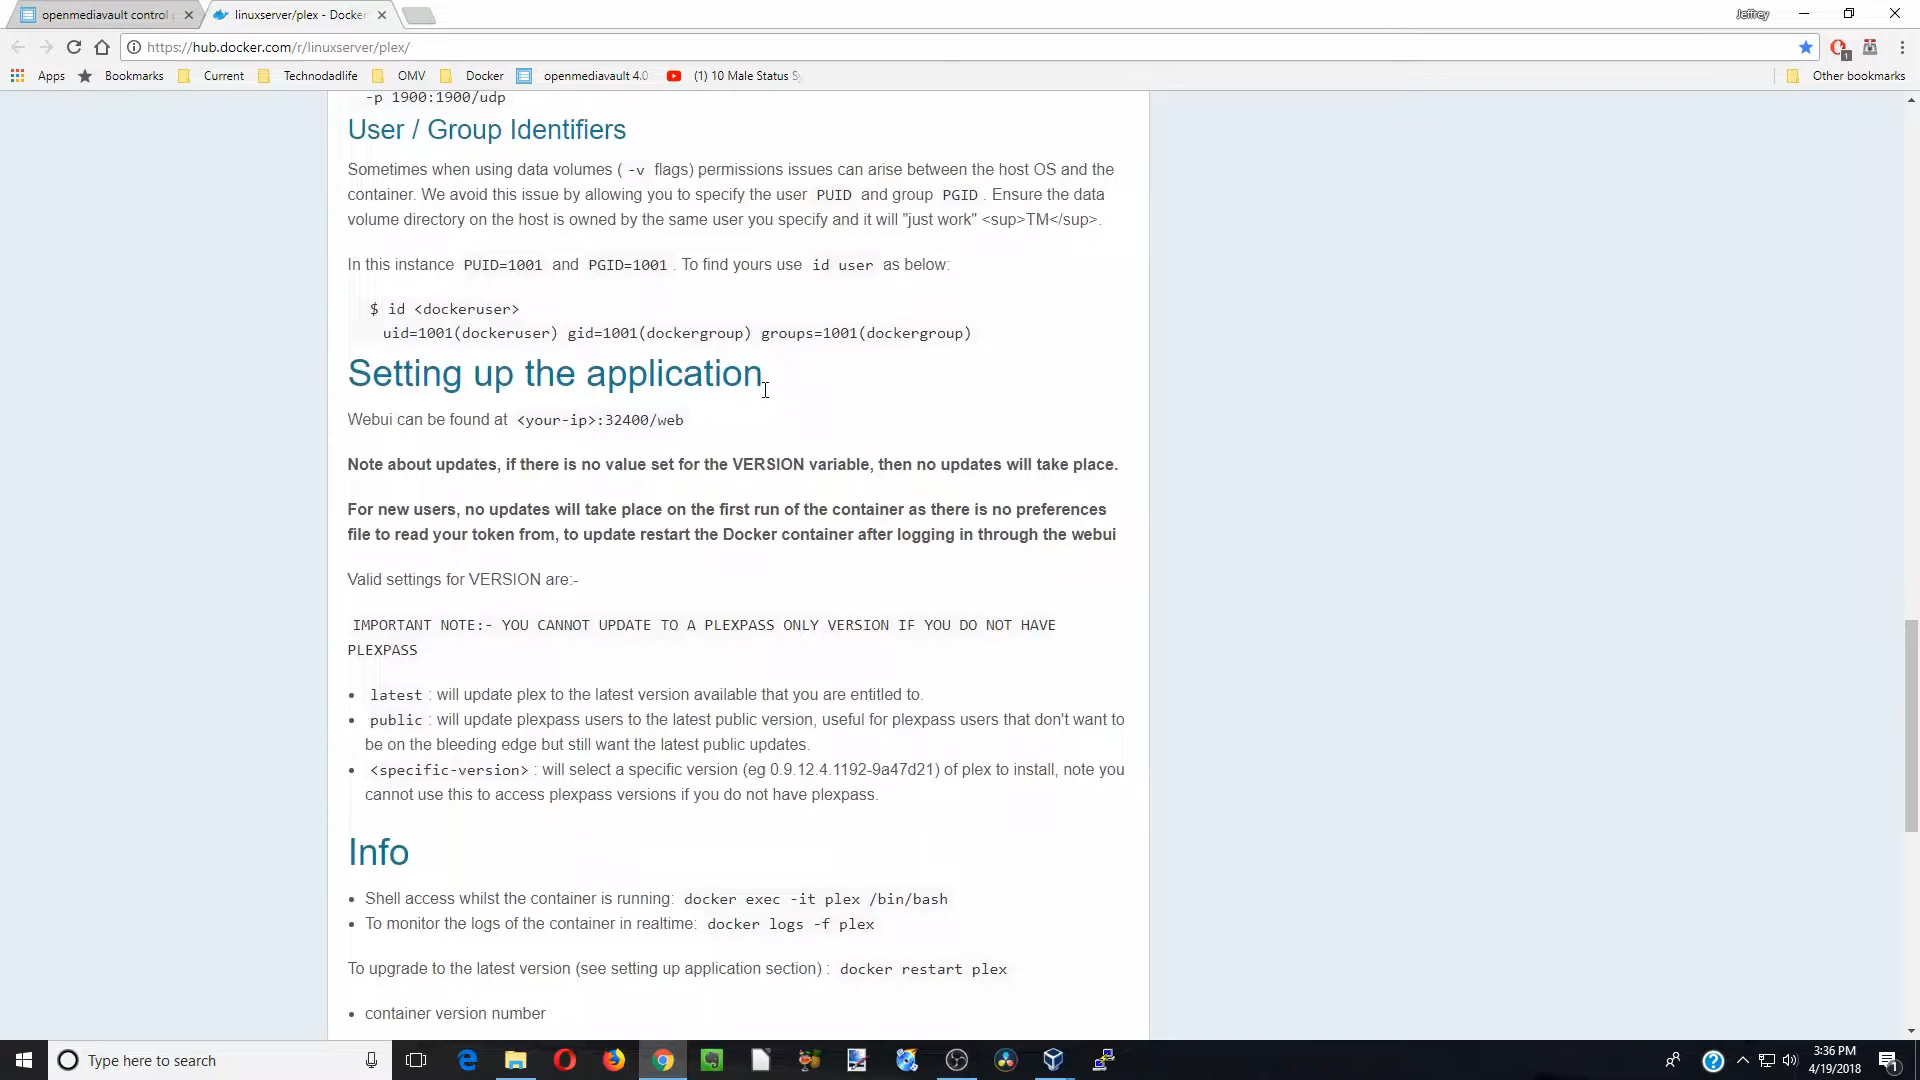 openmediavault control
linuxserver/plex - Docker
Jeffrey
https://hub.docker.com/r/linuxserver/plex/
1
Apps
Bookmarks
Current
Technodadlife
OMV
Docker
openmediavault 4.0
(1) 10 Male Status Sy
Other bookmarks
-p 1900:1900/udp
User / Group Identifiers
Sometimes when using data volumes ( -v flags) permissions issues can arise between the host OS and the
container. We avoid this issue by allowing you to specify the user PUID and group PGID . Ensure the data
volume directory on the host is owned by the same user you specify and it will "just work" <sup>TM</sup>.
In this instance PUID=1001 and PGID=1001 . To find yours use id user as below:
$ id <dockeruser>
uid=1001(dockeruser) gid=1001(dockergroup) groups=1001(dockergroup)
Setting up the application
Webui can be found at <your-ip>:32400/web
Note about updates, if there is no value set for the VERSION variable, then no updates will take place.
For new users, no updates will take place on the first run of the container as there is no preferences
file to read your token from, to update restart the Docker container after logging in through the webui
Valid settings for VERSION are:-
IMPORTANT NOTE:- YOU CANNOT UPDATE TO A PLEXPASS ONLY VERSION IF YOU DO NOT HAVE
PLEXPASS
• latest : will update plex to the latest version available that you are entitled to.
• public : will update plexpass users to the latest public version, useful for plexpass users that don't want to
be on the bleeding edge but still want the latest public updates.
• <specific-version> : will select a specific version (eg 0.9.12.4.1192-9a47d21) of plex to install, note you
cannot use this to access plexpass versions if you do not have plexpass.
Info
• Shell access whilst the container is running: docker exec -it plex /bin/bash
• To monitor the logs of the container in realtime: docker logs -f plex
To upgrade to the latest version (see setting up application section) : docker restart plex
• container version number
Type here to search
3:36 PM
4/19/2018
1